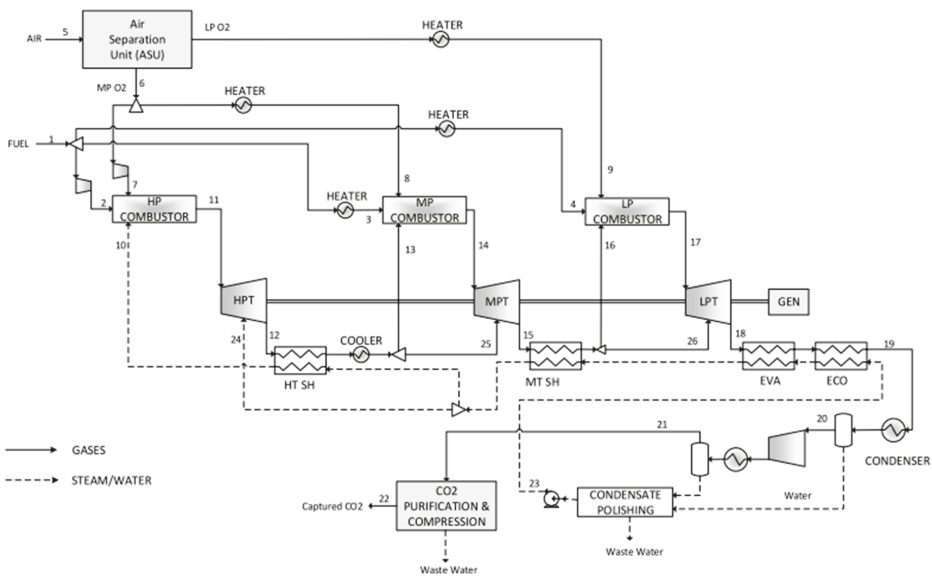 Air
Separation
Unit (ASU)
AIR
5
LP O2
HEATER
MP O2
6
HEATER
HEATER
FUEL
1
2
7
HP
COMBUSTOR
11
10
HEATER
3
8
MP
COMBUSTOR
13
14
4
9
LP
COMBUSTOR
16
17
HPT
MPT
LPT
GEN
24
12
COOLER
25
15
26
18
19
HT SH
MT SH
EVA
ECO
20
21
CONDENSER
GASES
STEAM/WATER
Captured CO2
22
CO2
PURIFICATION &
COMPRESSION
23
CONDENSATE
POLISHING
Water
Waste Water
Waste Water